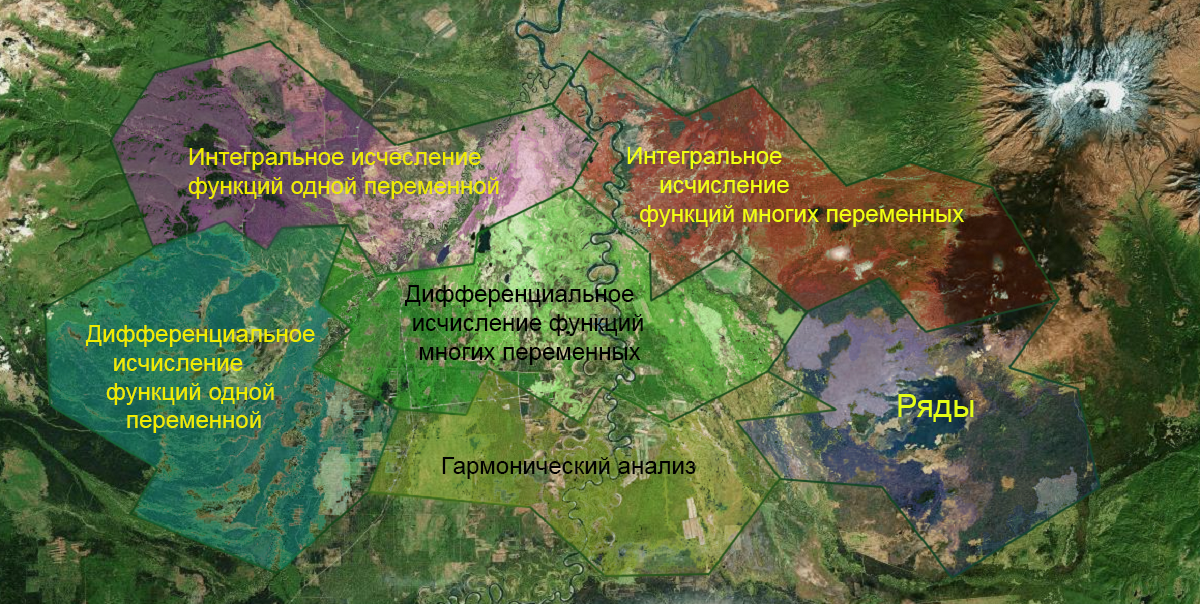 Интегральное исчесление
функций одной переменной
Интегральное
исчисление
функций многих переменных
Дифференциальное
исчисление функций
многих переменных
Дифференциальное
исчисление
функций одной
переменной
Ряды
Гармонический анализ